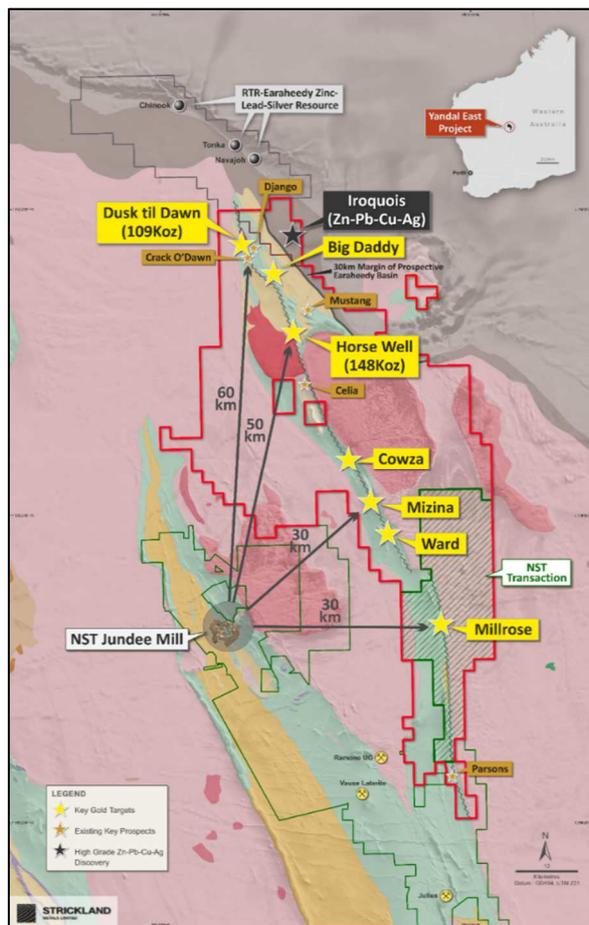 Chinook
RTR-Earaheedy Zinc-
Lead-Silver Resource
Tonka
Navajoh
Western
Australia
Yandal East
Project
Perth
Django
Dusk til Dawn
(109Koz)
Iroquois
(Zn-Pb-Cu-Ag)
Crack O'Dawn
Big Daddy
30km Margin of Prospective
Earaheedy Basin
Mustang
Horse Well
(148Koz)
60
km
50
km
Celia
Cowza
Mizina
30
km
Ward
NST
Transaction
30
km
NST Jundee Mill
Millrose
Ramone UG
Vause Laterite
Parsons
LEGEND
Key Gold Targets
Existing Key Prospects
High Grade Zn-Pb-Cu-Ag
Discovery
N
Kilometres
Julius
STRICKLAND
METALS LIMITED